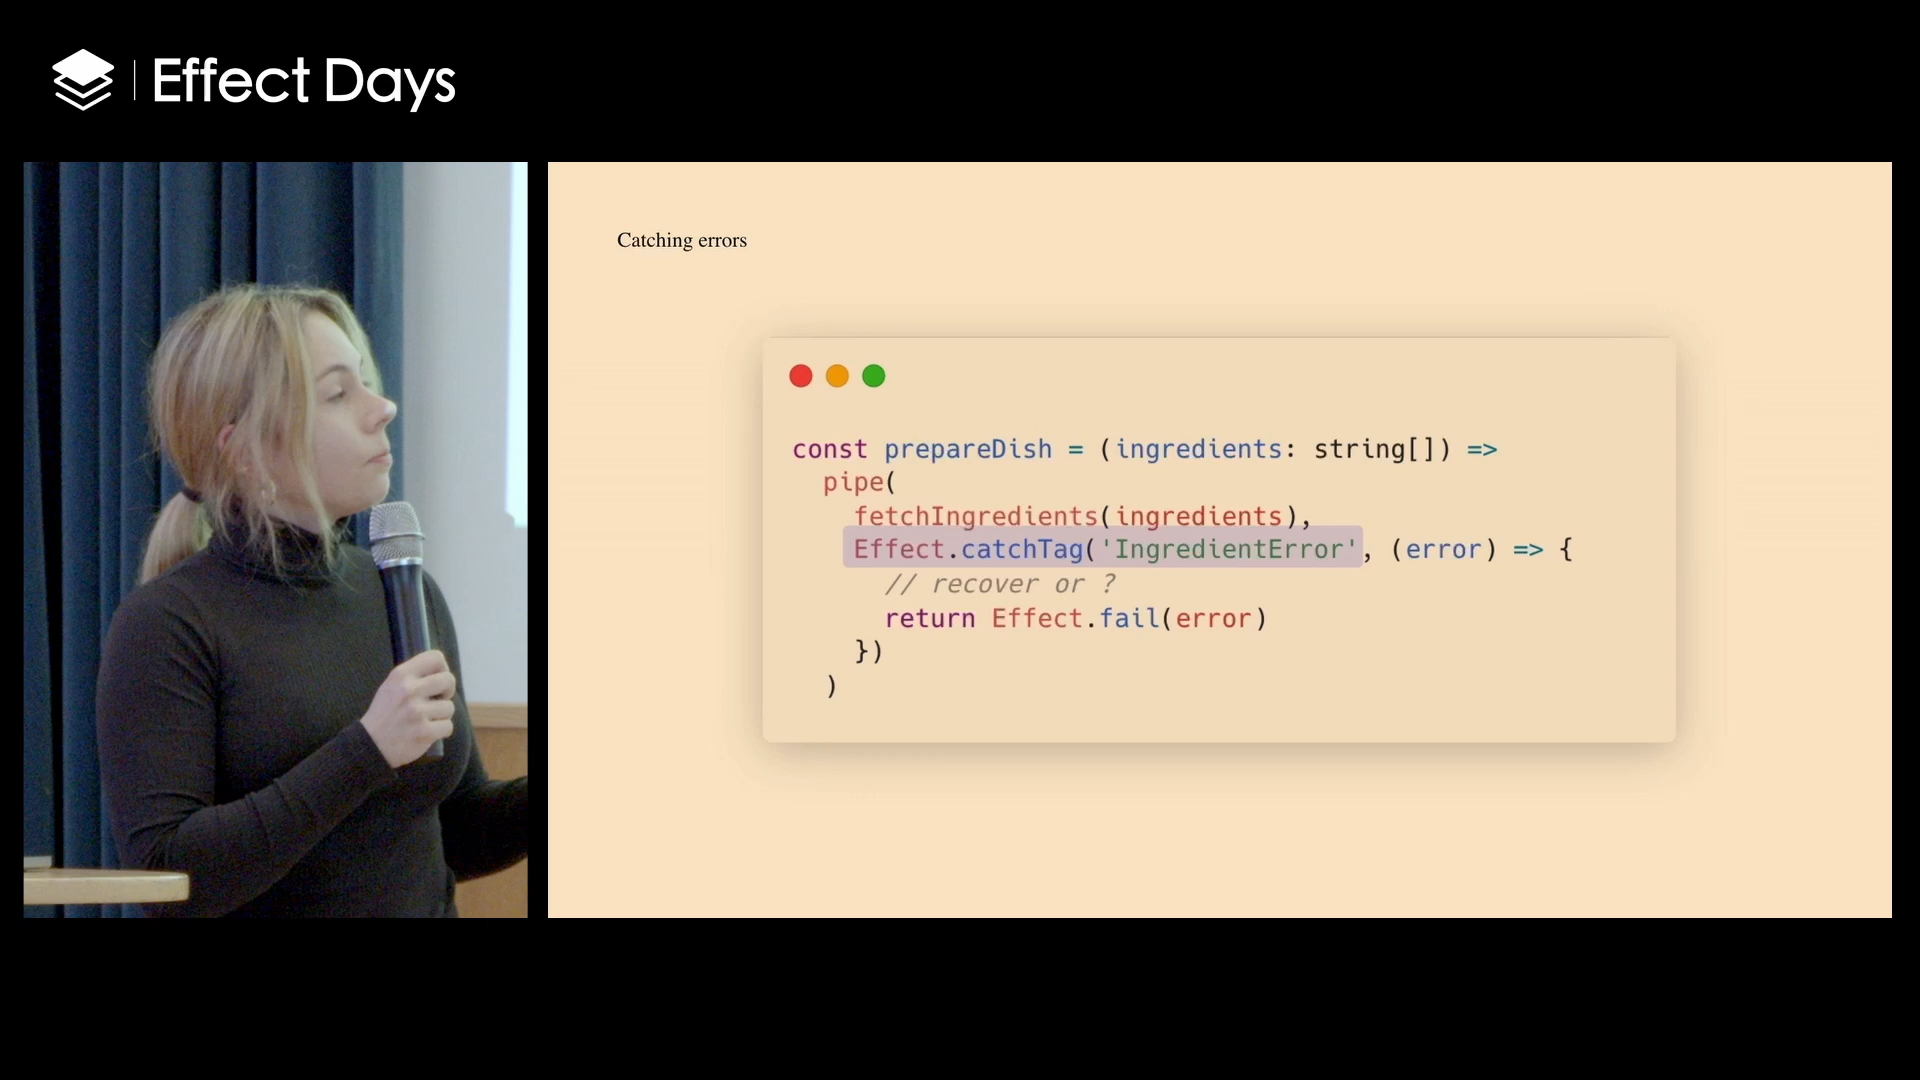 Effect Days
Catching errors
const prepareDish = (ingredients: string[]) =>
  pipe(
    fetchIngredients(ingredients),
    Effect.catchTag('IngredientError', (error) => {
      // recover or ?
      return Effect.fail(error)
    })
  )